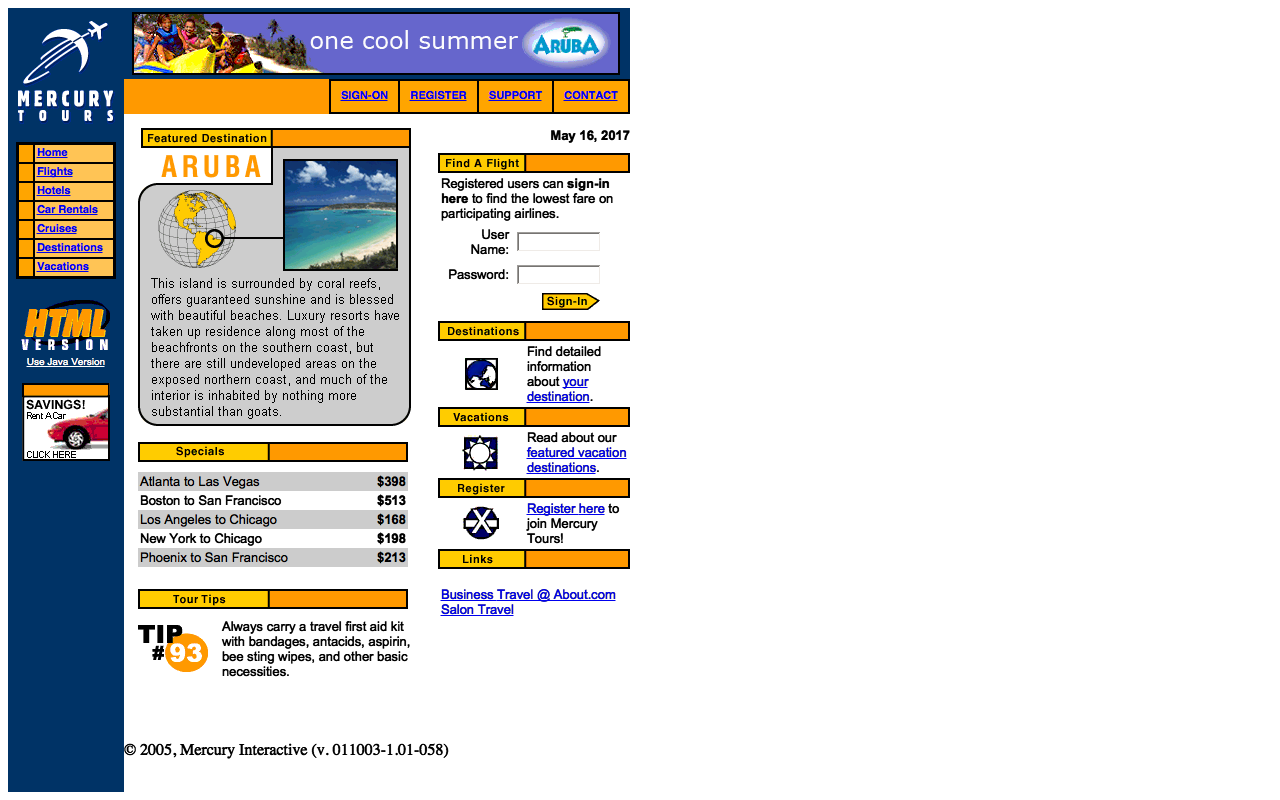 one cool summer
ARUBA
MERCURY
TOURS
SIGN-ON
REGISTER
SUPPORT
CONTACT
Home
Flights
Hotels
Car Rentals
Cruises
Destinations
Vacations
HTML
VERSION
Use Java Version
SAVINGS!
Rent A Car
CLICK HERE
Featured Destination
ARUBA
This island is surrounded by coral reefs,
offers guaranteed sunshine and is blessed
with beautiful beaches. Luxury resorts have
taken up residence along most of the
beachfronts on the southern coast, but
there are still undeveloped areas on the
exposed northern coast, and much of the
interior is inhabited by nothing more
substantial than goats.
Specials
Atlanta to Las Vegas $398
Boston to San Francisco $513
Los Angeles to Chicago $168
New York to Chicago $198
Phoenix to San Francisco $213
Tour Tips
TIP
#93
Always carry a travel first aid kit
with bandages, antacids, aspirin,
bee sting wipes, and other basic
necessities.
May 16, 2017
Find A Flight
Registered users can sign-in
here to find the lowest fare on
participating airlines.
User
Name:
Password:
Sign-In
Destinations
Find detailed
information
about your
destination.
Vacations
Read about our
featured vacation
destinations.
Register
Register here to
join Mercury
Tours!
Links
Business Travel @ About.com
Salon Travel
© 2005, Mercury Interactive (v. 011003-1.01-058)